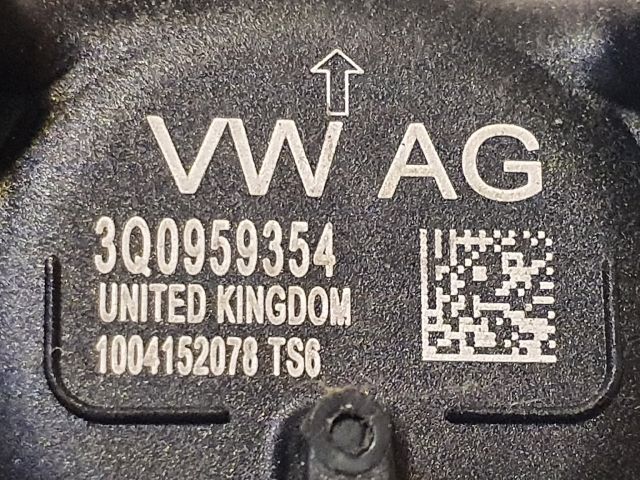 VW AG
3Q0959354
UNITED KINGDOM
1004152078 TS6